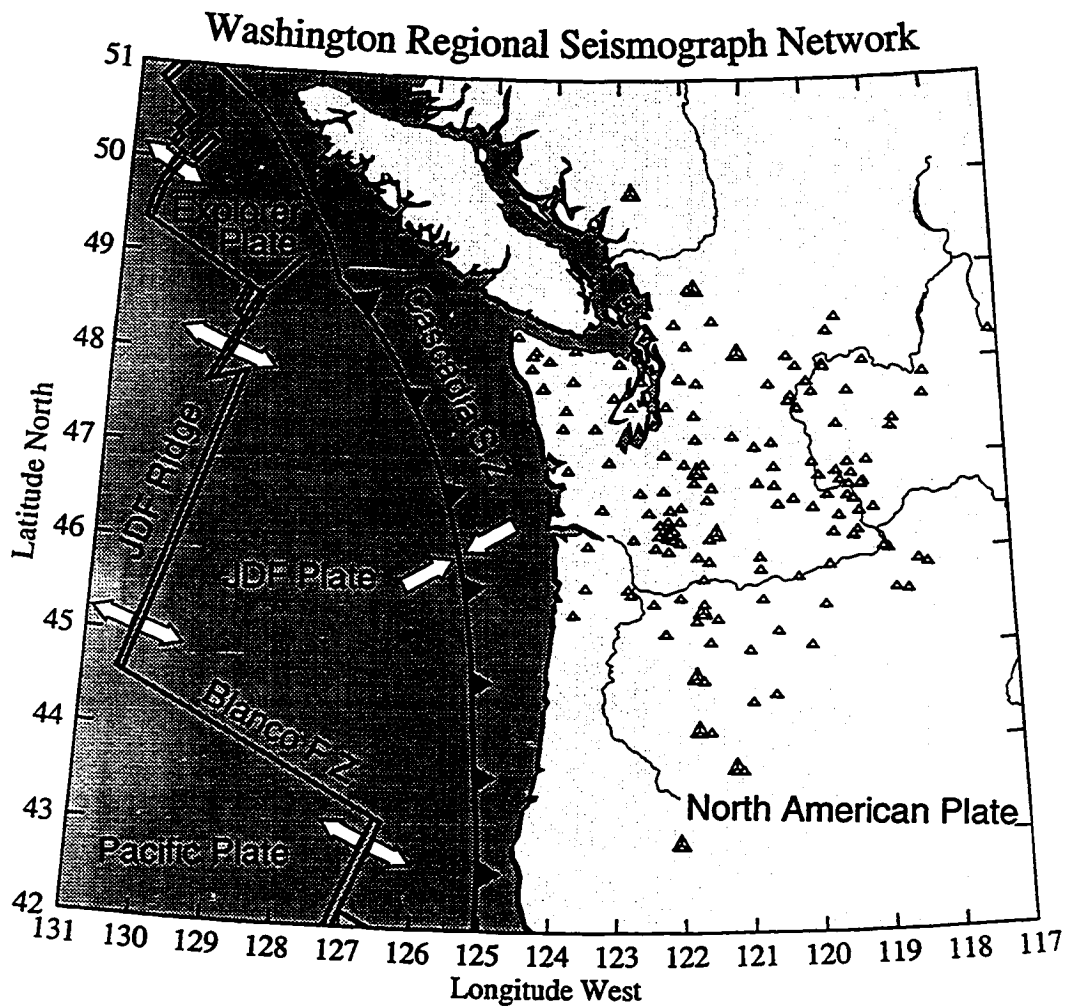 Washington Regional Seismograph Network
51
50
49
48
47
46
45
44
43
42
Latitude North
Explorer
Plate
Cascadia S Z
JDF Ridge
JDF Plate
Blanco F Z
North American Plate
Pacific Plate
131 130 129 128 127 126 125 124 123 122 121 120 119 118 117
Longitude West